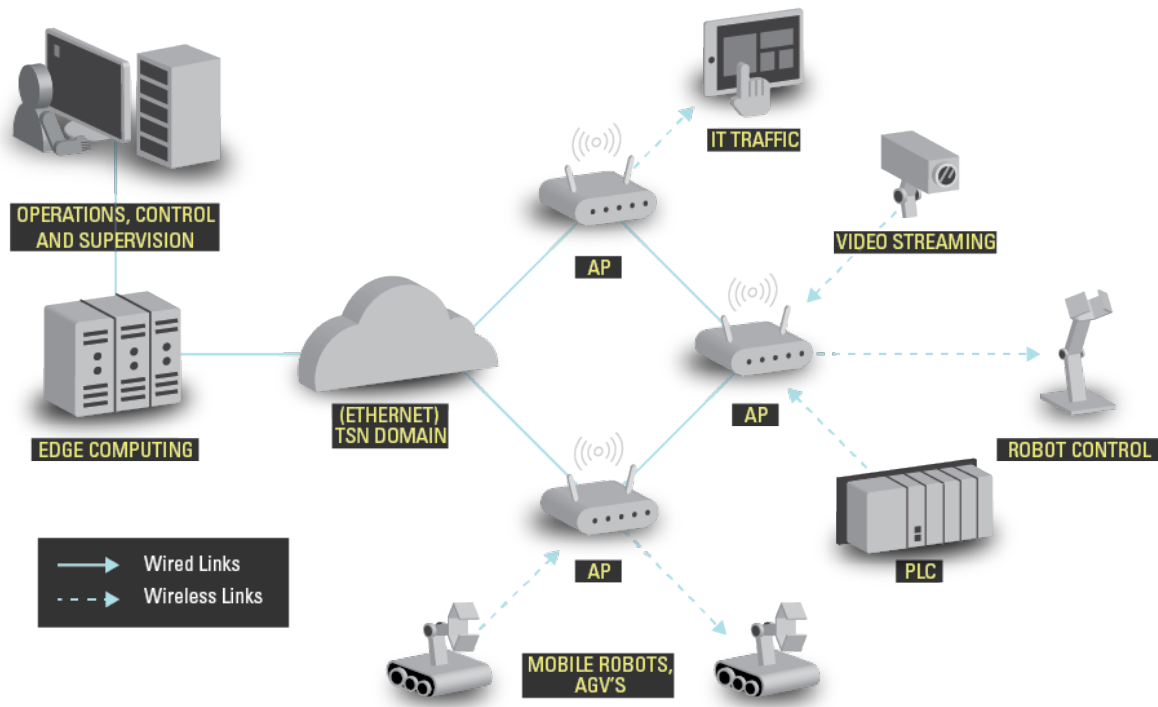 IT TRAFFIC
OPERATIONS, CONTROL
AND SUPERVISION
VIDEO STREAMING
AP
(ETHERNET)
TSN DOMAIN
AP
EDGE COMPUTING
ROBOT CONTROL
AP
PLC
Wired Links
Wireless Links
MOBILE ROBOTS,
AGV'S